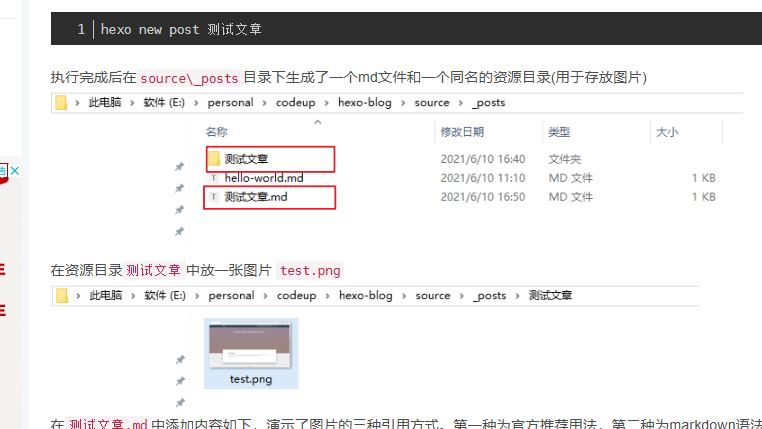 1 hexo new post 测试文章
执行完成后在 source\_posts 目录下生成了一个md文件和一个同名的资源目录(用于存放图片)
此电脑 > 软件 (E:) > personal > codeup > hexo-blog > source > _posts
名称 修改日期 类型 大小
测试文章 2021/6/10 16:40 文件夹
hello-world.md 2021/6/10 11:10 MD 文件 1 KB
测试文章.md 2021/6/10 16:50 MD 文件 1 KB
在资源目录 测试文章 中放一张图片 test.png
此电脑 > 软件 (E:) > personal > codeup > hexo-blog > source > _posts > 测试文章
test.png
在 测试文章.md 中添加内容如下，演示了图片的三种引用方式。第一种为官方推荐用法，第二种为markdown语法